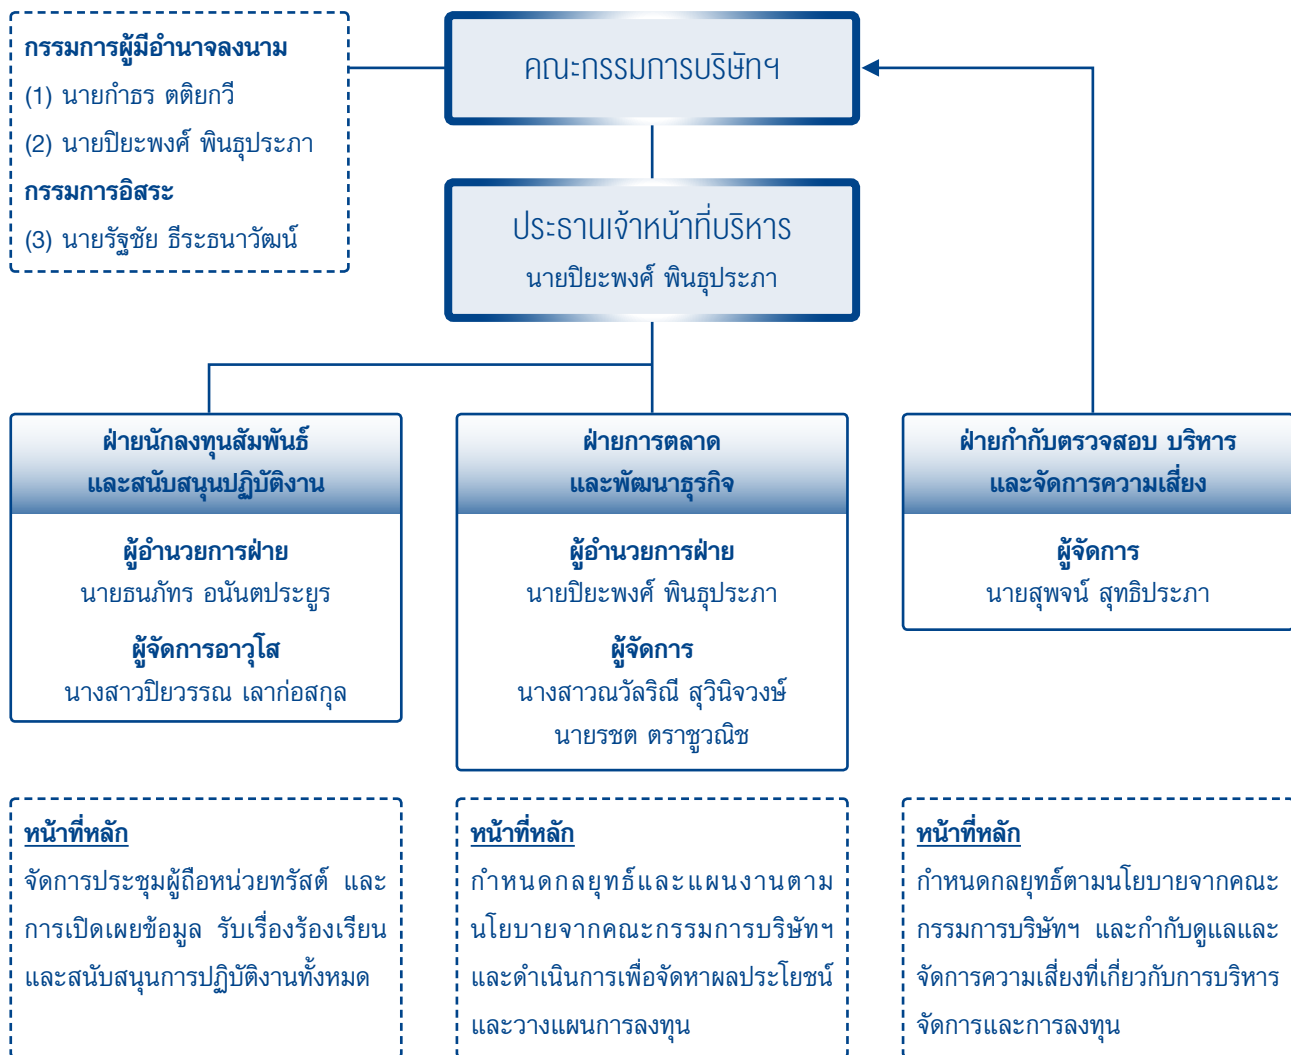 กรรมการผู้มีอำนาจลงนาม
(1) นายกำธร ตติยกวี
(2) นายปิยะพงศ์ พินธุประภา
กรรมการอิสระ
(3) นายรัฐชัย ธีระธนาวัฒน์
คณะกรรมการบริษัทฯ
ประธานเจ้าหน้าที่บริหาร
นายปิยะพงศ์ พินธุประภา
ฝ่ายนักลงทุนสัมพันธ์
และสนับสนุนปฏิบัติงาน
ผู้อำนวยการฝ่าย
นายธนภัทร อนันตประยูร
ผู้จัดการอาวุโส
นางสาวปิยวรรณ เลาก่อสกุล
ฝ่ายการตลาด
และพัฒนาธุรกิจ
ผู้อำนวยการฝ่าย
นายปิยะพงศ์ พินธุประภา
ผู้จัดการ
นางสาวณวัลริณี สุวินิจวงษ์
นายรชต ตราชูวณิช
ฝ่ายกำกับตรวจสอบ บริหาร
และจัดการความเสี่ยง
ผู้จัดการ
นายสุพจน์ สุทธิประภา
หน้าที่หลัก
จัดการประชุมผู้ถือหน่วยทรัสต์ และ
การเปิดเผยข้อมูล รับเรื่องร้องเรียน
และสนับสนุนการปฏิบัติงานทั้งหมด
หน้าที่หลัก
กำหนดกลยุทธ์และแผนงานตาม
นโยบายจากคณะกรรมการบริษัทฯ
และดำเนินการเพื่อจัดหาผลประโยชน์
และวางแผนการลงทุน
หน้าที่หลัก
กำหนดกลยุทธ์ตามนโยบายจากคณะ
กรรมการบริษัทฯ และกำกับดูแลและ
จัดการความเสี่ยงที่เกี่ยวกับการบริหาร
จัดการและการลงทุน